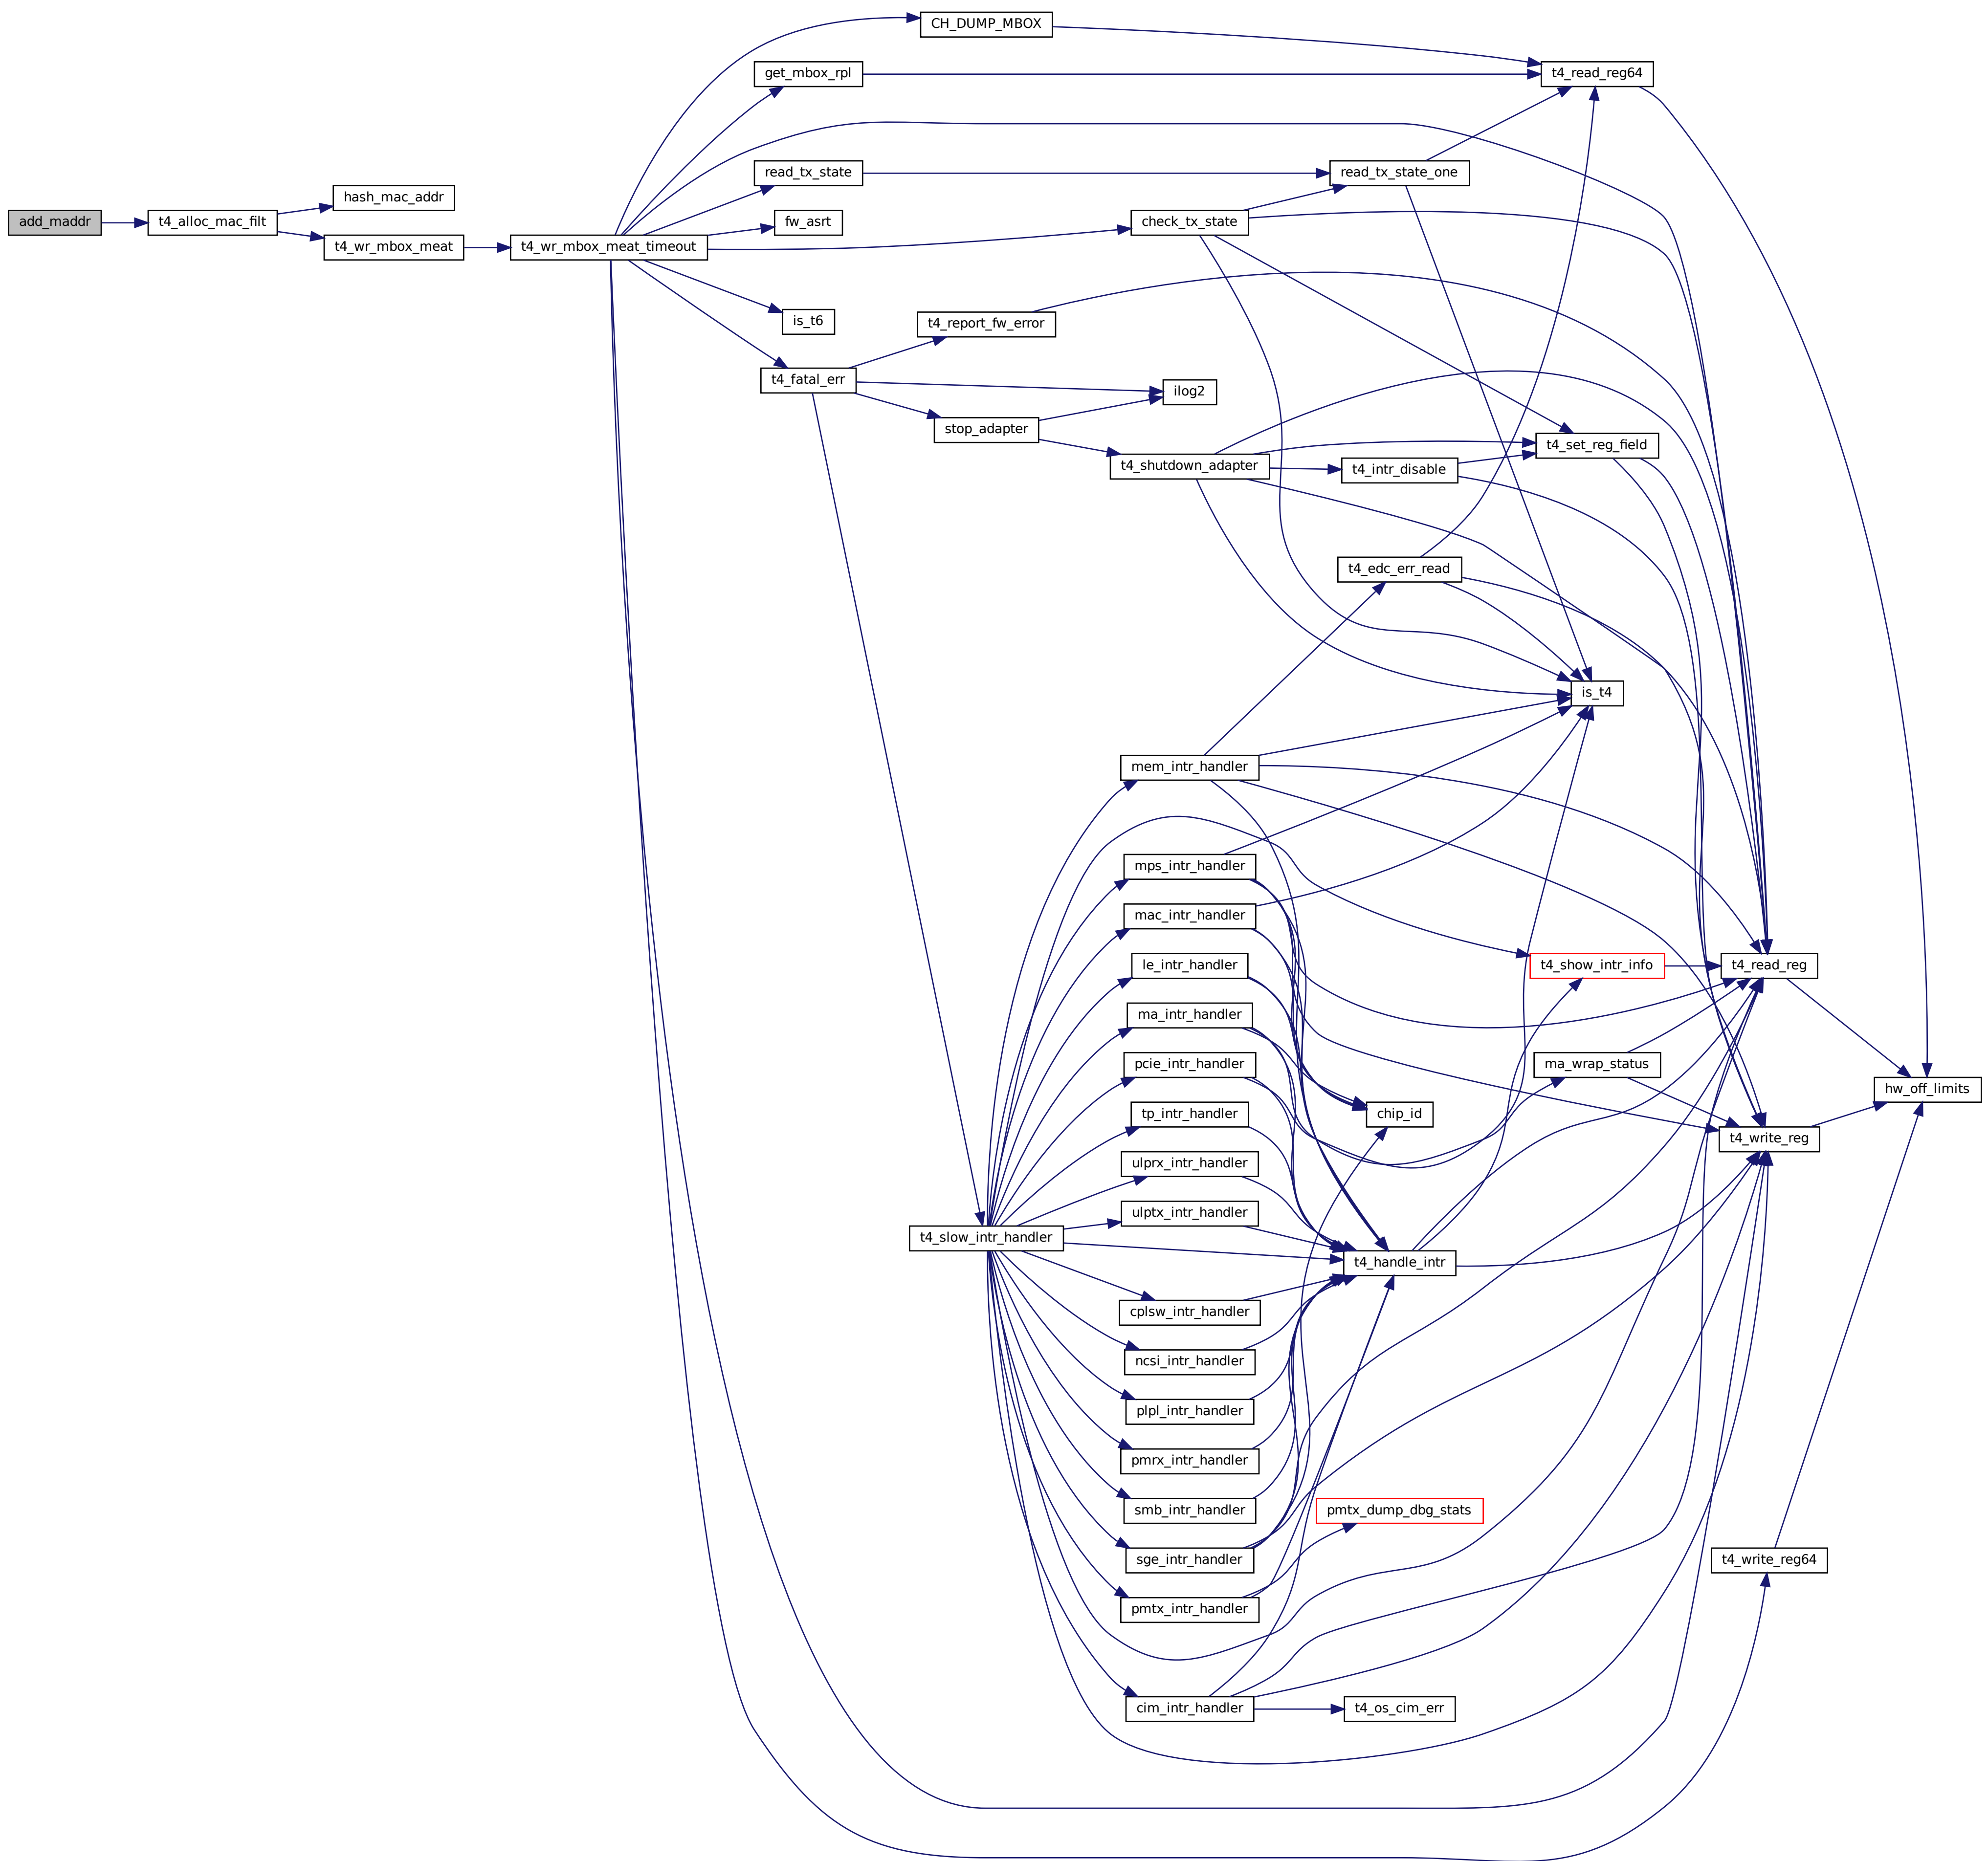 CH_DUMP_MBOX
get_mbox_rpl
t4_read_reg64
read_tx_state
read_tx_state_one
hash_mac_addr
add_maddr
t4_alloc_mac_filt
fw_asrt
check_tx_state
t4_wr_mbox_meat
t4_wr_mbox_meat_timeout
is_t6
t4_report_fw_error
t4_fatal_err
ilog2
stop_adapter
t4_set_reg_field
t4_shutdown_adapter
t4_intr_disable
t4_edc_err_read
is_t4
mem_intr_handler
mps_intr_handler
mac_intr_handler
le_intr_handler
t4_show_intr_info
t4_read_reg
ma_intr_handler
pcie_intr_handler
ma_wrap_status
hw_off_limits
tp_intr_handler
chip_id
t4_write_reg
ulprx_intr_handler
ulptx_intr_handler
t4_slow_intr_handler
t4_handle_intr
cplsw_intr_handler
ncsi_intr_handler
plpl_intr_handler
pmrx_intr_handler
smb_intr_handler
pmtx_dump_dbg_stats
sge_intr_handler
t4_write_reg64
pmtx_intr_handler
cim_intr_handler
t4_os_cim_err